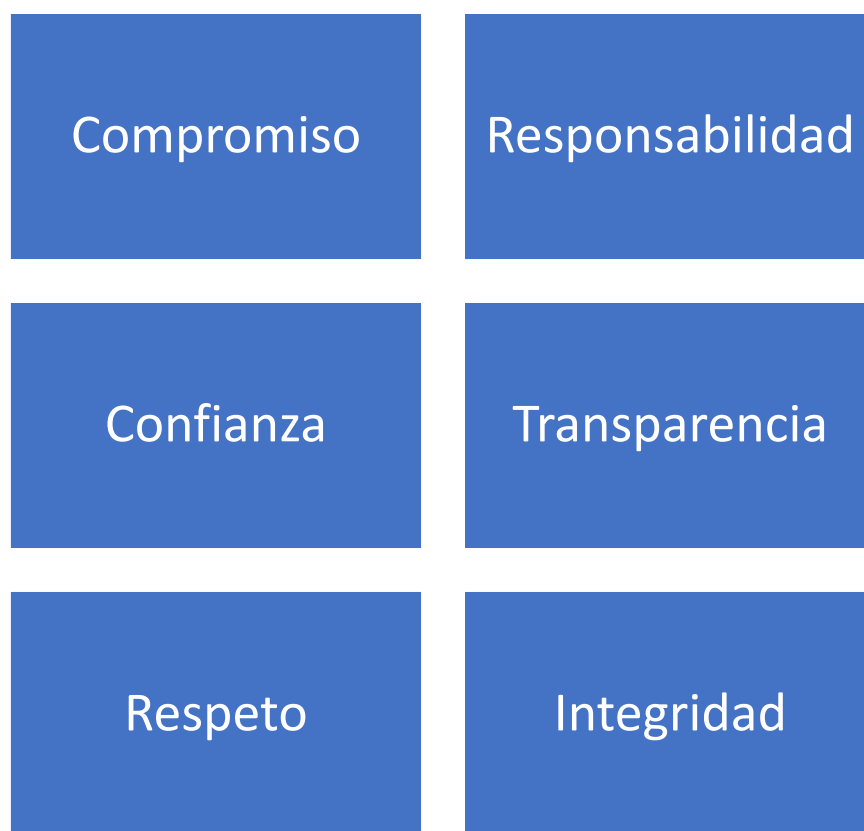 Compromiso
Responsabilidad
Confianza
Transparencia
Respeto
Integridad